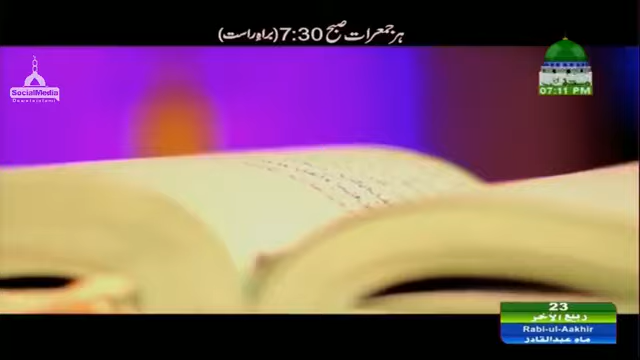 ہر جمعرات صبح 7:30 (براہِ راست)
SocialMedia
Dawateislami
07:11 PM
23
ربیع الآخر
Rabi-ul-Aakhir
ماہ عبدالقادر